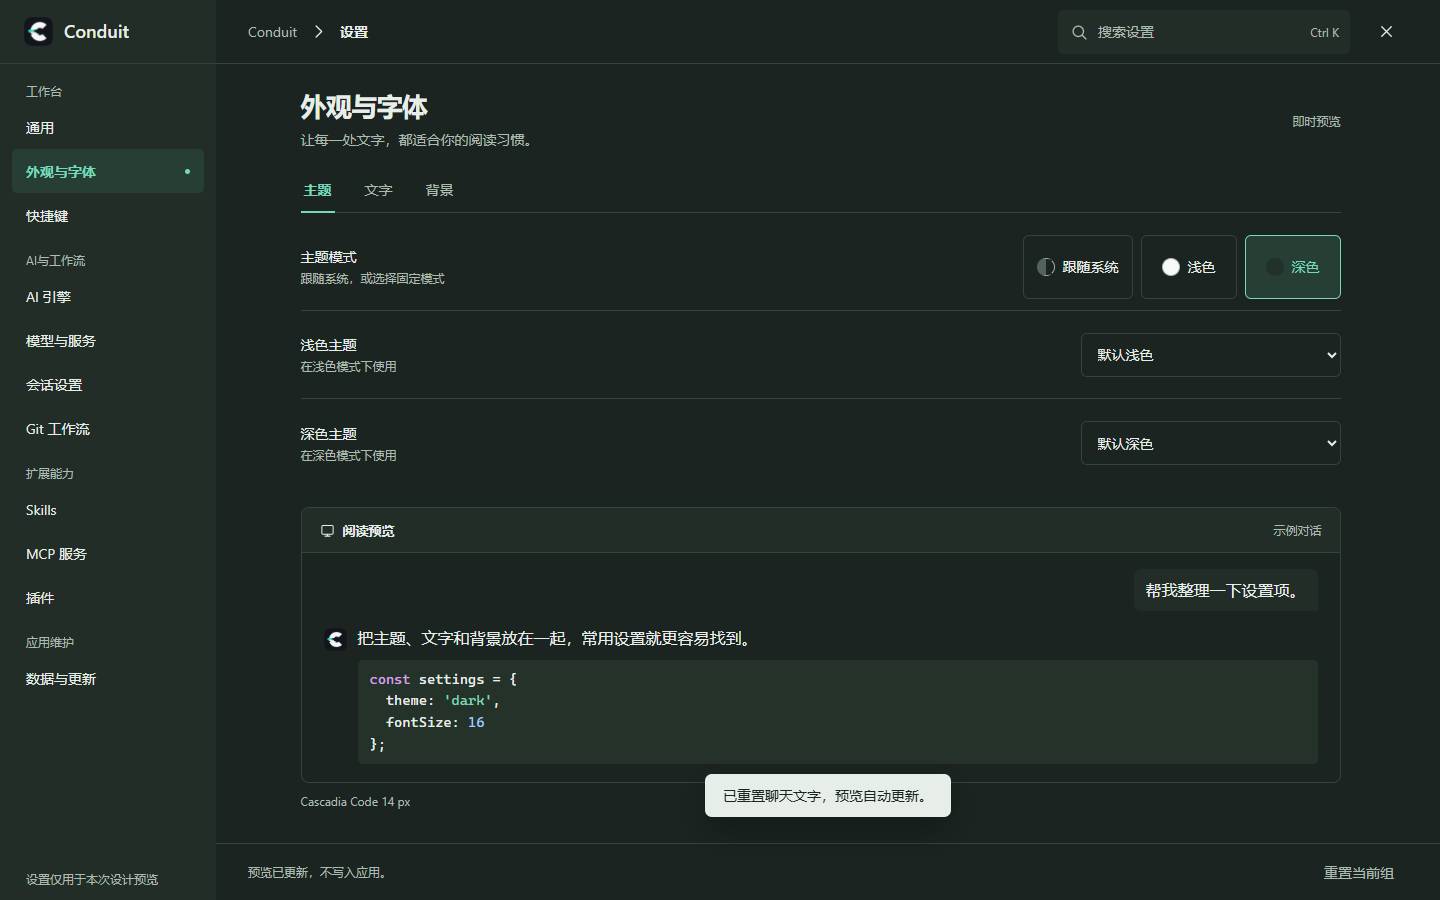 Conduit
工作台
通用
外观与字体
快捷键
AI与工作流
AI 引擎
模型与服务
会话设置
Git 工作流
扩展能力
Skills
MCP 服务
插件
应用维护
数据与更新
设置仅用于本次设计预览
Conduit 设置
搜索设置 Ctrl K
外观与字体
让每一处文字，都适合你的阅读习惯。
即时预览
主题 文字 背景
主题模式
跟随系统，或选择固定模式
跟随系统 浅色 深色
浅色主题
在浅色模式下使用
默认浅色
深色主题
在深色模式下使用
默认深色
阅读预览 示例对话
帮我整理一下设置项。
把主题、文字和背景放在一起，常用设置就更容易找到。
const settings = {
  theme: 'dark',
  fontSize: 16
};
Cascadia Code 14 px
已重置聊天文字，预览自动更新。
预览已更新，不写入应用。
重置当前组